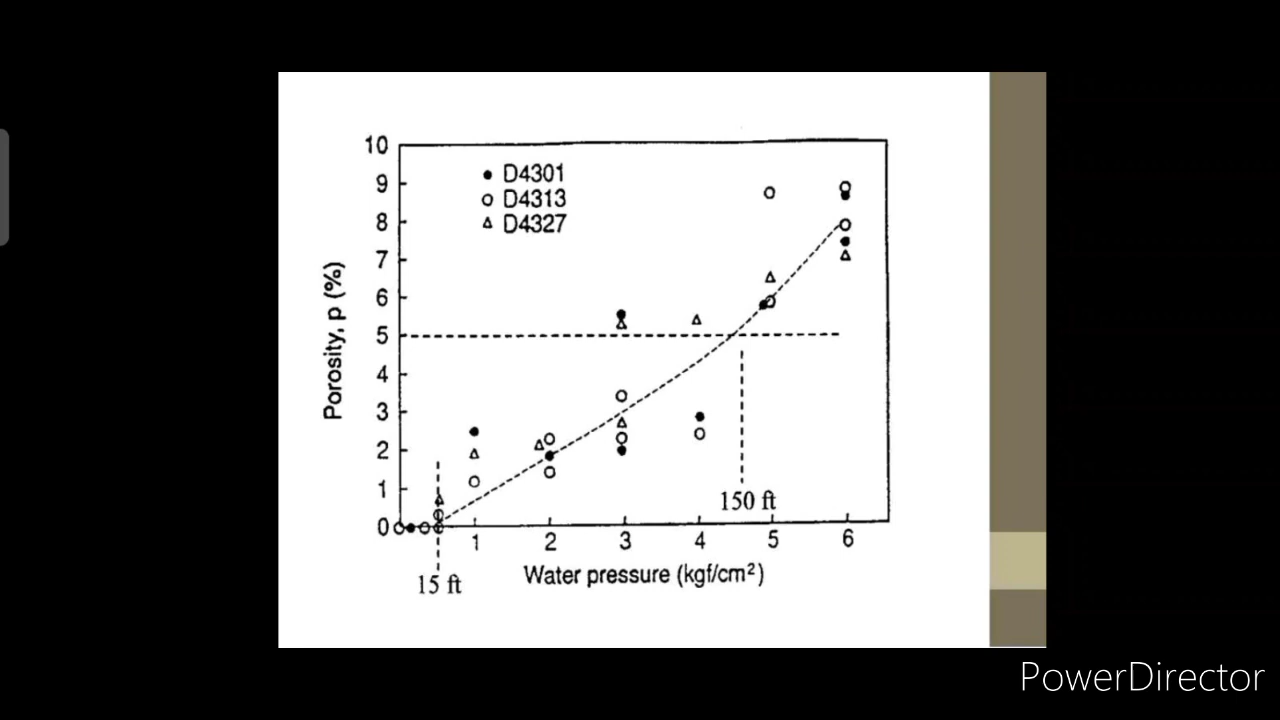 10
9
8
7
6
5
4
3
2
1
0
Porosity, p (%)
D4301
D4313
D4327
150 ft
1 2 3 4 5 6
Water pressure (kgf/cm²)
15 ft
PowerDirector